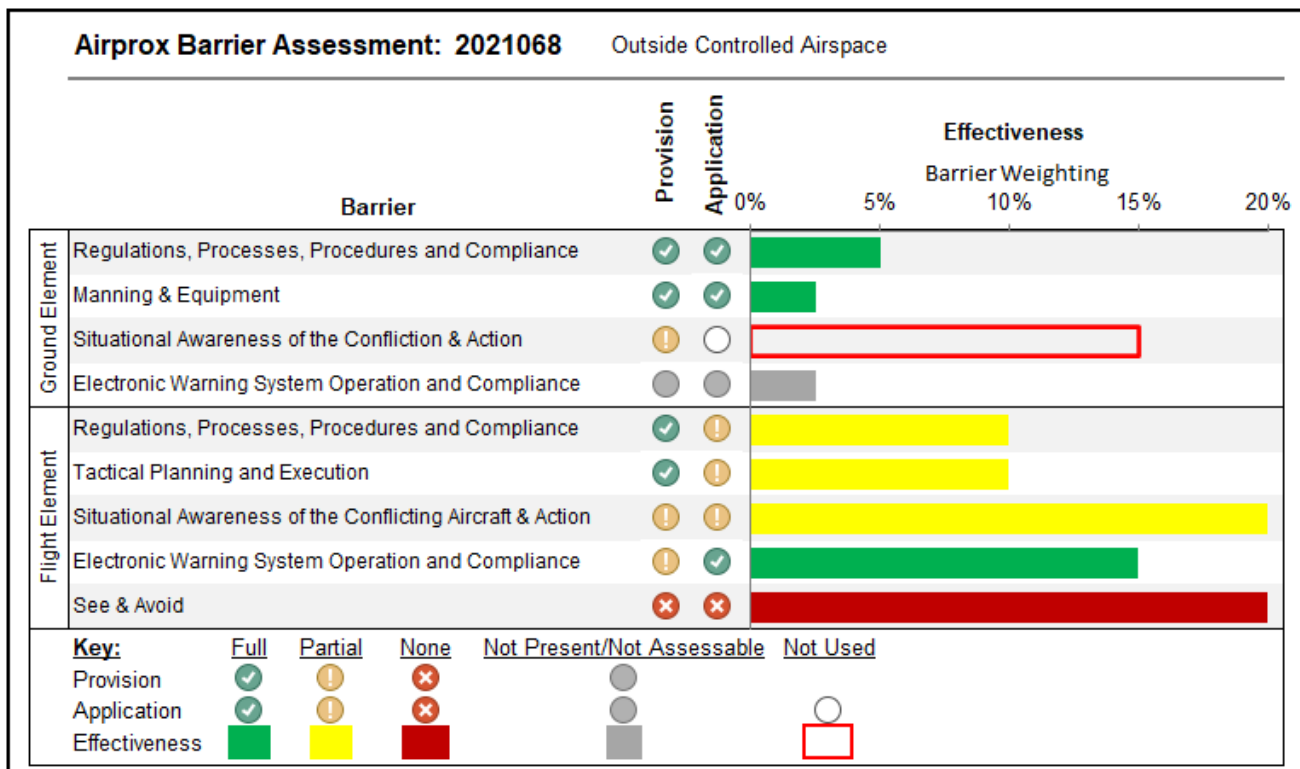 Airprox Barrier Assessment: 2021068 Outside Controlled Airspace
Provision
Application
Effectiveness
Barrier Weighting
Barrier
0% 5% 10% 15% 20%
Ground Element
Regulations, Processes, Procedures and Compliance
Manning & Equipment
Situational Awareness of the Confliction & Action
Electronic Warning System Operation and Compliance
Flight Element
Regulations, Processes, Procedures and Compliance
Tactical Planning and Execution
Situational Awareness of the Conflicting Aircraft & Action
Electronic Warning System Operation and Compliance
See & Avoid
Key: Full Partial None Not Present/Not Assessable Not Used
Provision
Application
Effectiveness